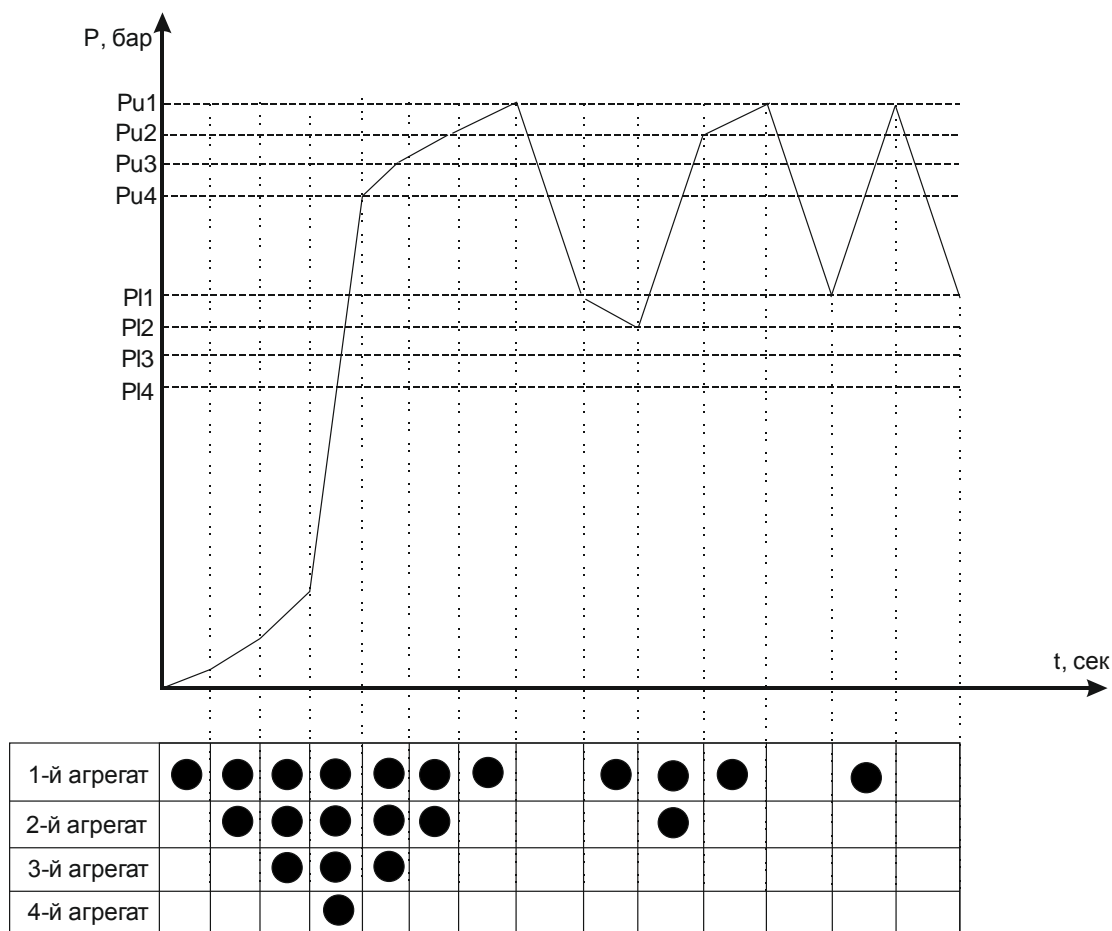 P, бар
Pu1
Pu2
Pu3
Pu4
Pl1
Pl2
Pl3
Pl4
t, сек
1-й агрегат
2-й агрегат
3-й агрегат
4-й агрегат